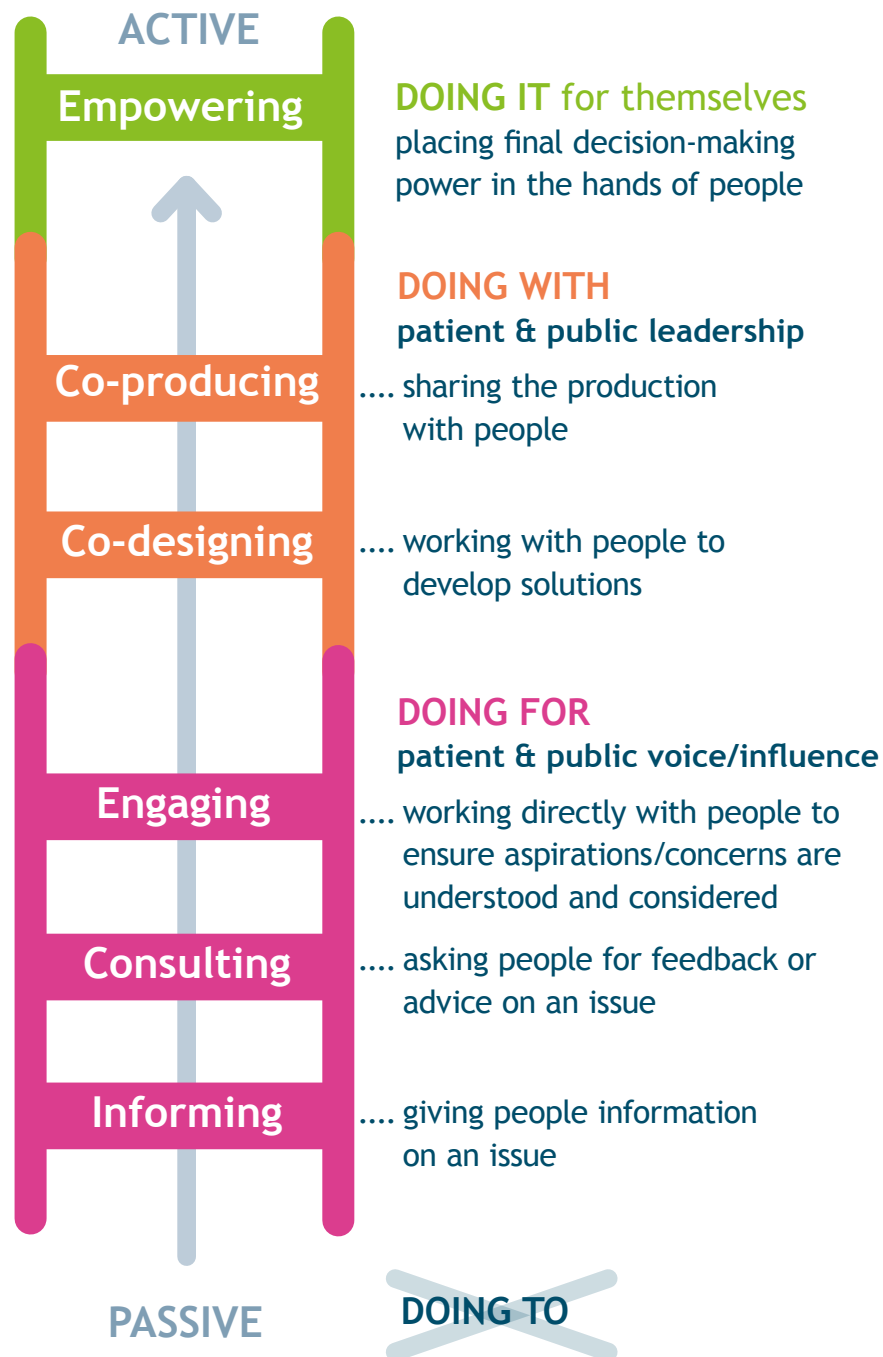 ACTIVE
Empowering
DOING IT for themselves
placing final decision-making
power in the hands of people
DOING WITH
patient & public leadership
Co-producing
.... sharing the production
with people
Co-designing
.... working with people to
develop solutions
DOING FOR
patient & public voice/influence
Engaging
.... working directly with people to
ensure aspirations/concerns are
understood and considered
Consulting
.... asking people for feedback or
advice on an issue
Informing
.... giving people information
on an issue
PASSIVE
DOING TO